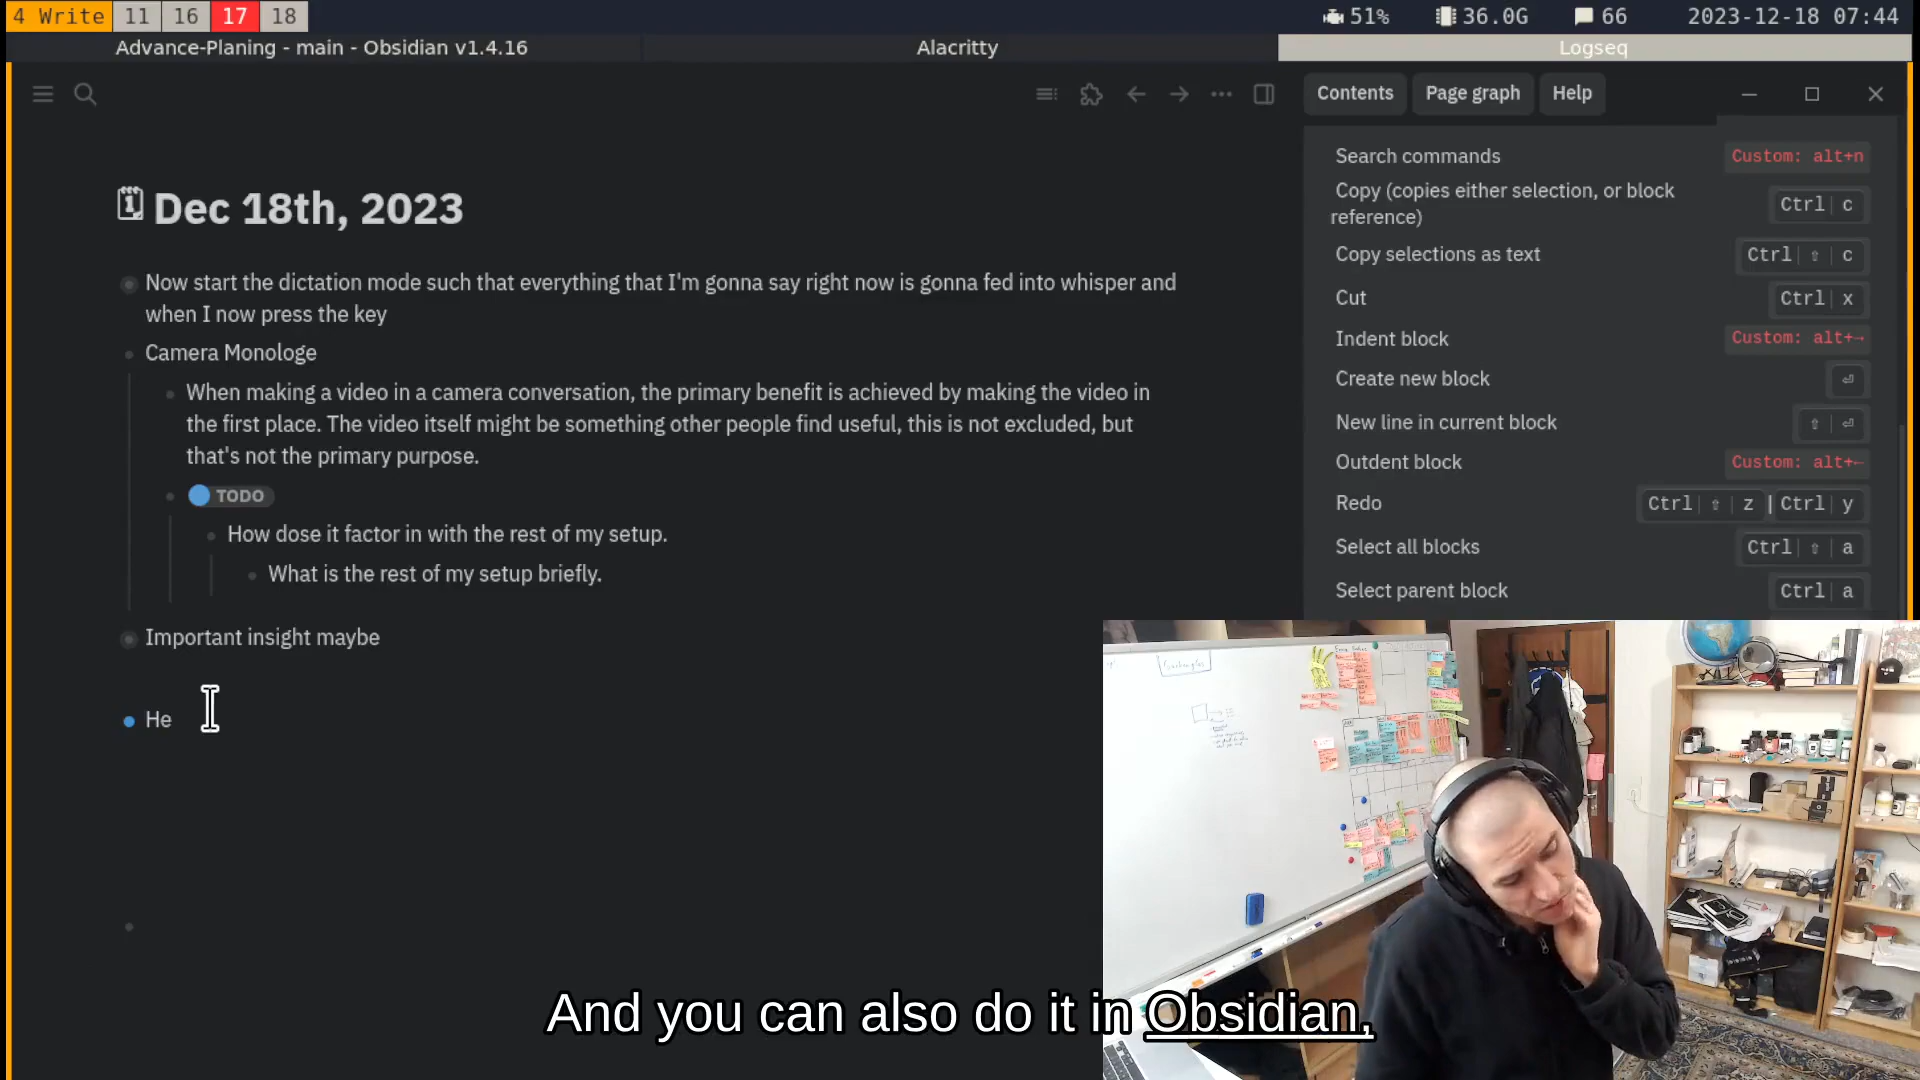 4 Write 11 16 17 18 51% 36.0G 66 2023-12-18 07:44
Advance-Planing - main - Obsidian v1.4.16 Alacritty Logseq
Contents Page graph Help
Dec 18th, 2023
Now start the dictation mode such that everything that I'm gonna say right now is gonna fed into whisper and
when I now press the key
Camera Monologe
When making a video in a camera conversation, the primary benefit is achieved by making the video in
the first place. The video itself might be something other people find useful, this is not excluded, but
that's not the primary purpose.
TODO
How dose it factor in with the rest of my setup.
What is the rest of my setup briefly.
Important insight maybe
He
Search commands Custom: alt+n
Copy (copies either selection, or block
reference) Ctrl c
Copy selections as text Ctrl ⇧ c
Cut Ctrl x
Indent block Custom: alt+→
Create new block ⏎
New line in current block ⇧ ⏎
Outdent block Custom: alt+←
Redo Ctrl ⇧ z | Ctrl y
Select all blocks Ctrl ⇧ a
Select parent block Ctrl a
And you can also do it in Obsidian,